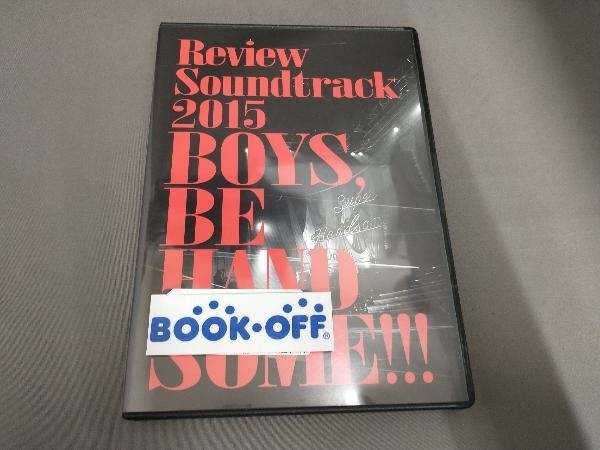 Review
Soundtrack
2015
BOYS,
BE
HAND
BOOK·OFF®
SOME!!!